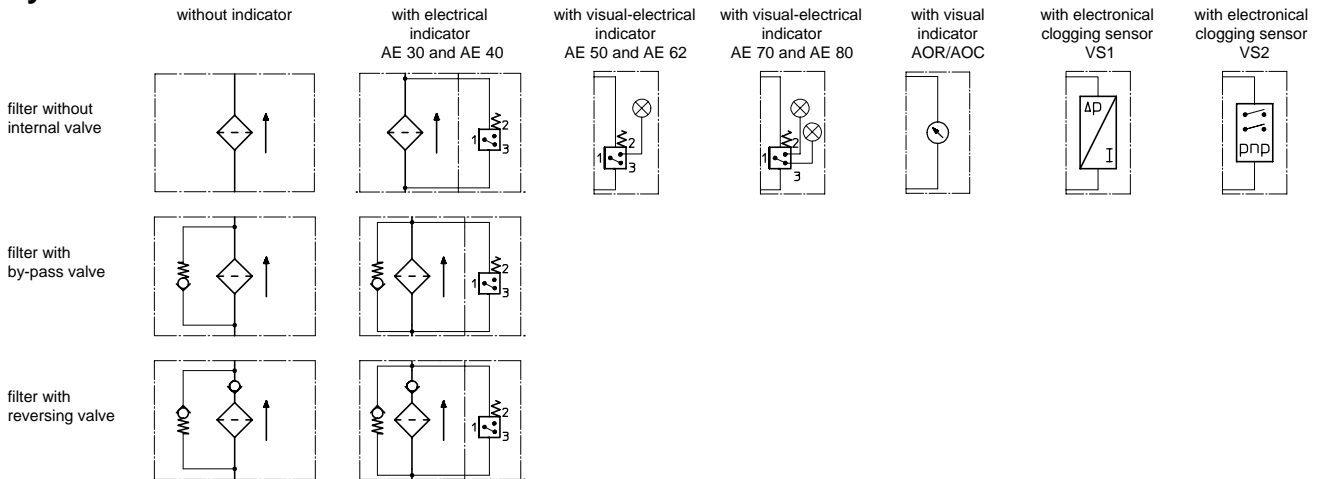 without indicator
with electrical
indicator
AE 30 and AE 40
with visual-electrical
indicator
AE 50 and AE 62
with visual-electrical
indicator
AE 70 and AE 80
with visual
indicator
AOR/AOC
with electronical
clogging sensor
VS1
with electronical
clogging sensor
VS2
filter without
internal valve
1 2 3
1 2 3
1 2 3
Δp
I
pnp
filter with
by-pass valve
1 2 3
filter with
reversing valve
1 2 3